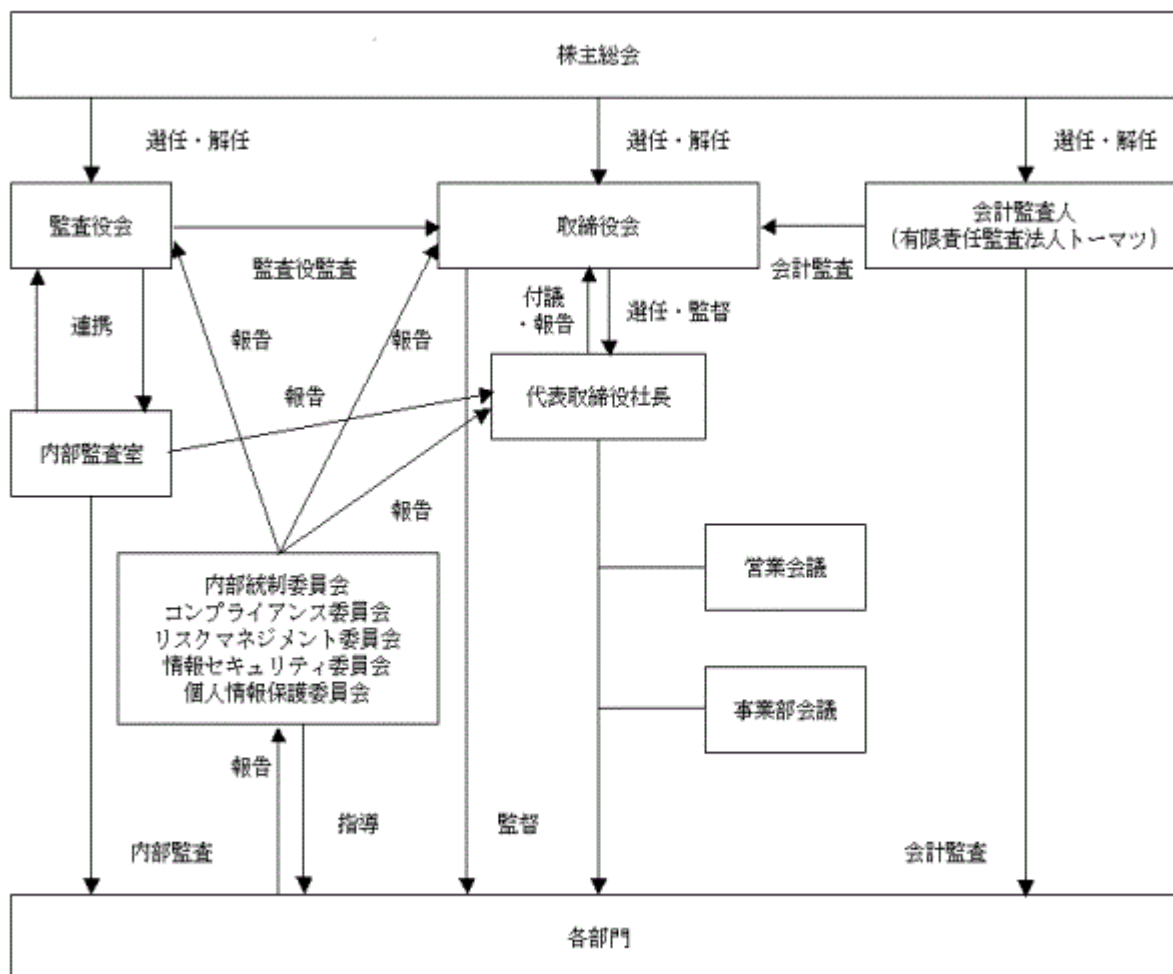 株主総会
選任・解任
選任・解任
選任・解任
監査役会
取締役会
会計監査人
(有限責任監査法人トーマツ)
監査役監査
会計監査
連携
報告
報告
付議
・報告
選任・監督
報告
代表取締役社長
内部監査室
報告
内部統制委員会
コンプライアンス委員会
リスクマネジメント委員会
情報セキュリティ委員会
個人情報保護委員会
営業会議
事業部会議
報告
指導
監督
内部監査
会計監査
各部門